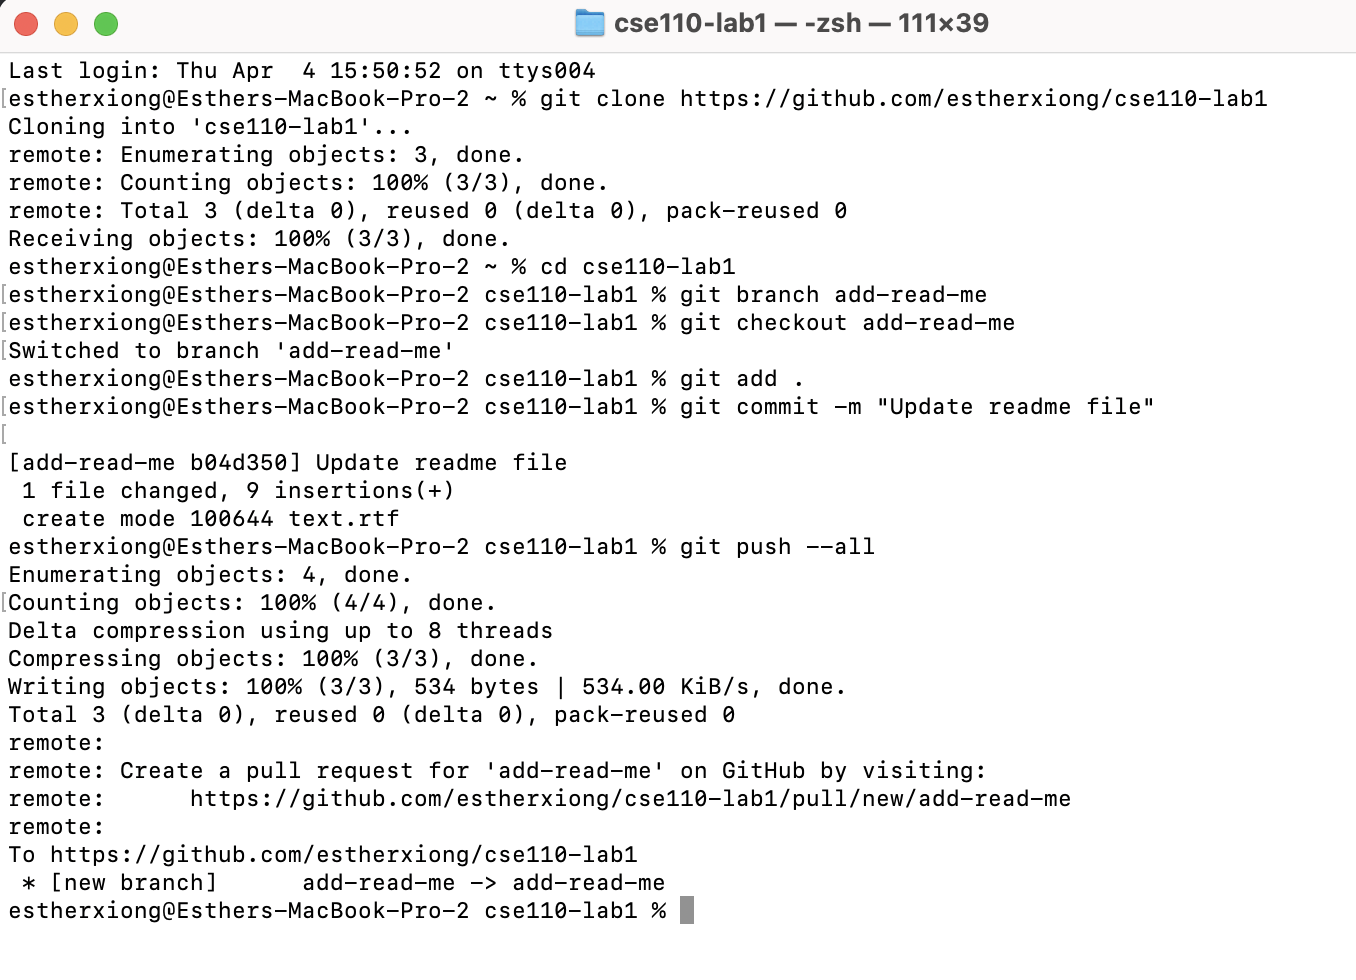 cse110-lab1 — -zsh — 111×39
Last login: Thu Apr  4 15:50:52 on ttys004
[estherxiong@Esthers-MacBook-Pro-2 ~ % git clone https://github.com/estherxiong/cse110-lab1
Cloning into 'cse110-lab1'...
remote: Enumerating objects: 3, done.
remote: Counting objects: 100% (3/3), done.
remote: Total 3 (delta 0), reused 0 (delta 0), pack-reused 0
Receiving objects: 100% (3/3), done.
estherxiong@Esthers-MacBook-Pro-2 ~ % cd cse110-lab1
[estherxiong@Esthers-MacBook-Pro-2 cse110-lab1 % git branch add-read-me
[estherxiong@Esthers-MacBook-Pro-2 cse110-lab1 % git checkout add-read-me
[Switched to branch 'add-read-me'
estherxiong@Esthers-MacBook-Pro-2 cse110-lab1 % git add .
[estherxiong@Esthers-MacBook-Pro-2 cse110-lab1 % git commit -m "Update readme file"
[
[add-read-me b04d350] Update readme file
 1 file changed, 9 insertions(+)
 create mode 100644 text.rtf
estherxiong@Esthers-MacBook-Pro-2 cse110-lab1 % git push --all
Enumerating objects: 4, done.
[Counting objects: 100% (4/4), done.
Delta compression using up to 8 threads
Compressing objects: 100% (3/3), done.
Writing objects: 100% (3/3), 534 bytes | 534.00 KiB/s, done.
Total 3 (delta 0), reused 0 (delta 0), pack-reused 0
remote:
remote: Create a pull request for 'add-read-me' on GitHub by visiting:
remote:      https://github.com/estherxiong/cse110-lab1/pull/new/add-read-me
remote:
To https://github.com/estherxiong/cse110-lab1
 * [new branch]      add-read-me -> add-read-me
estherxiong@Esthers-MacBook-Pro-2 cse110-lab1 %